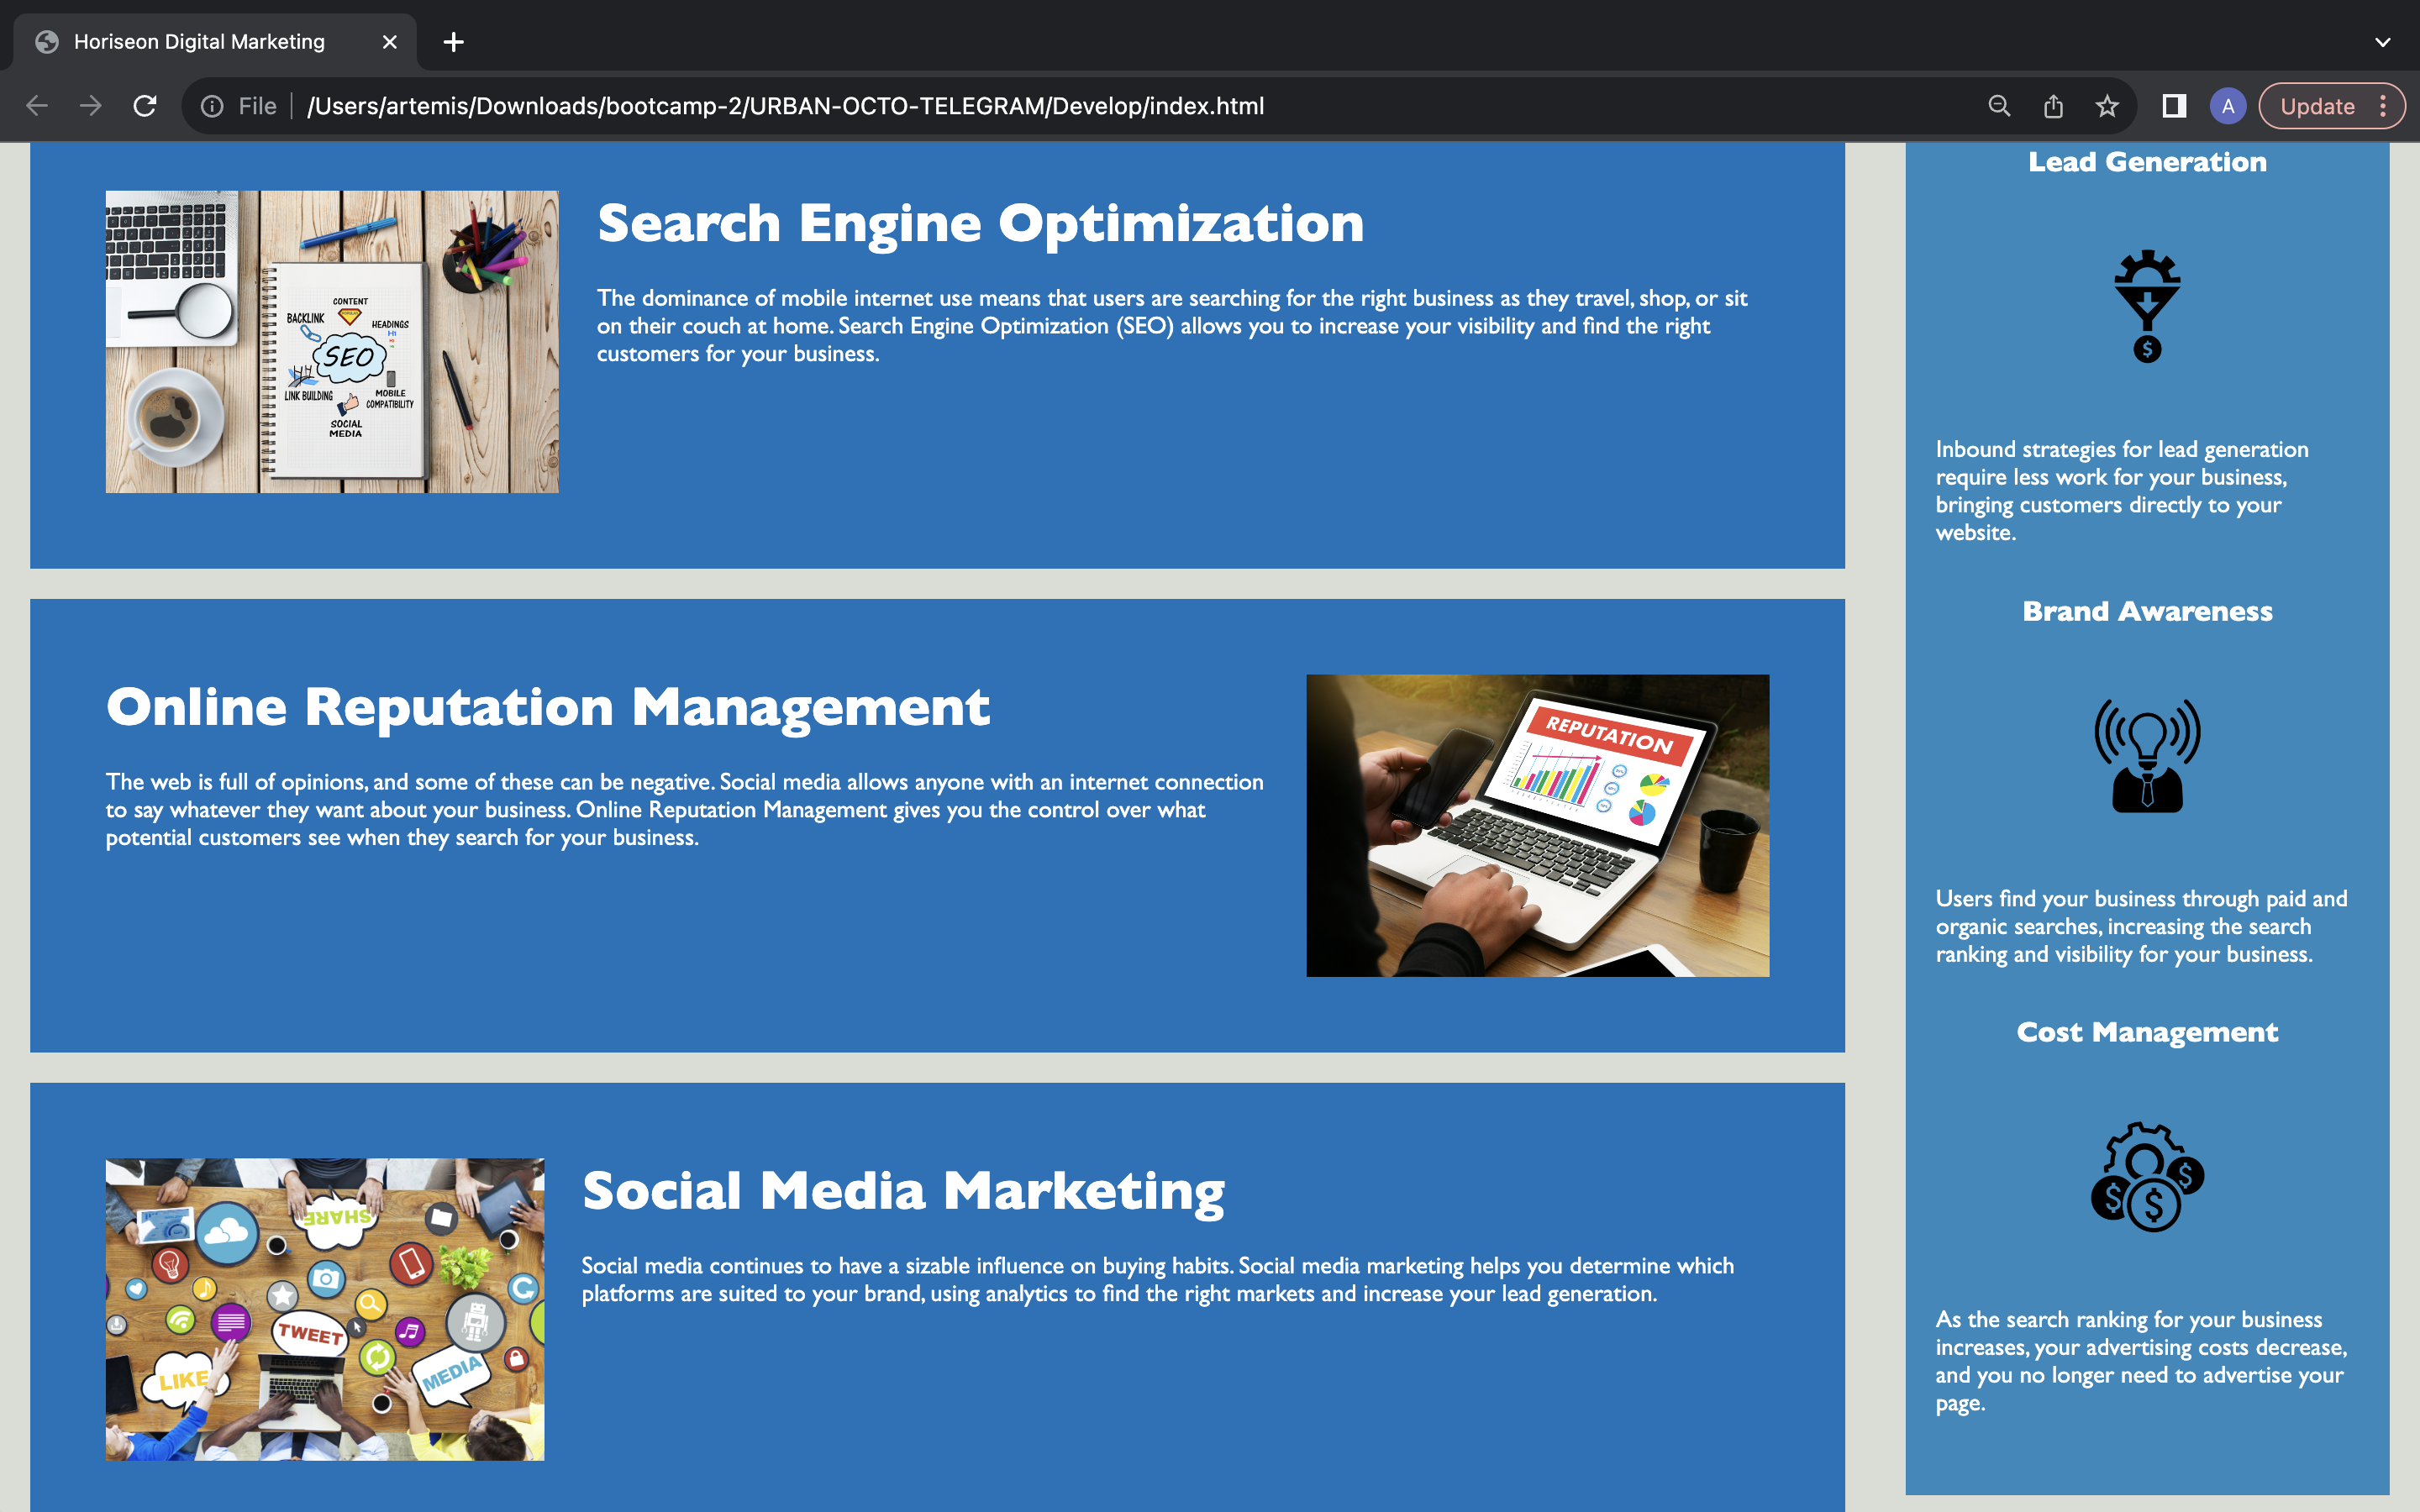 Horiseon Digital Marketing
File
/Users/artemis/Downloads/bootcamp-2/URBAN-OCTO-TELEGRAM/Develop/index.html
A
Update
Search Engine Optimization
The dominance of mobile internet use means that users are searching for the right business as they travel, shop, or sit
on their couch at home. Search Engine Optimization (SEO) allows you to increase your visibility and find the right
customers for your business.
CONTENT
BACKLINK
HEADINGS
H1
SEO
LINK BUILDING
MOBILE
COMPATIBILITY
SOCIAL
MEDIA
Online Reputation Management
The web is full of opinions, and some of these can be negative. Social media allows anyone with an internet connection
to say whatever they want about your business. Online Reputation Management gives you the control over what
potential customers see when they search for your business.
REPUTATION
Social Media Marketing
Social media continues to have a sizable influence on buying habits. Social media marketing helps you determine which
platforms are suited to your brand, using analytics to find the right markets and increase your lead generation.
SHARE
TWEET
LIKE
MEDIA
Lead Generation
$
Inbound strategies for lead generation
require less work for your business,
bringing customers directly to your
website.
Brand Awareness
Users find your business through paid and
organic searches, increasing the search
ranking and visibility for your business.
Cost Management
$
$
$
As the search ranking for your business
increases, your advertising costs decrease,
and you no longer need to advertise your
page.